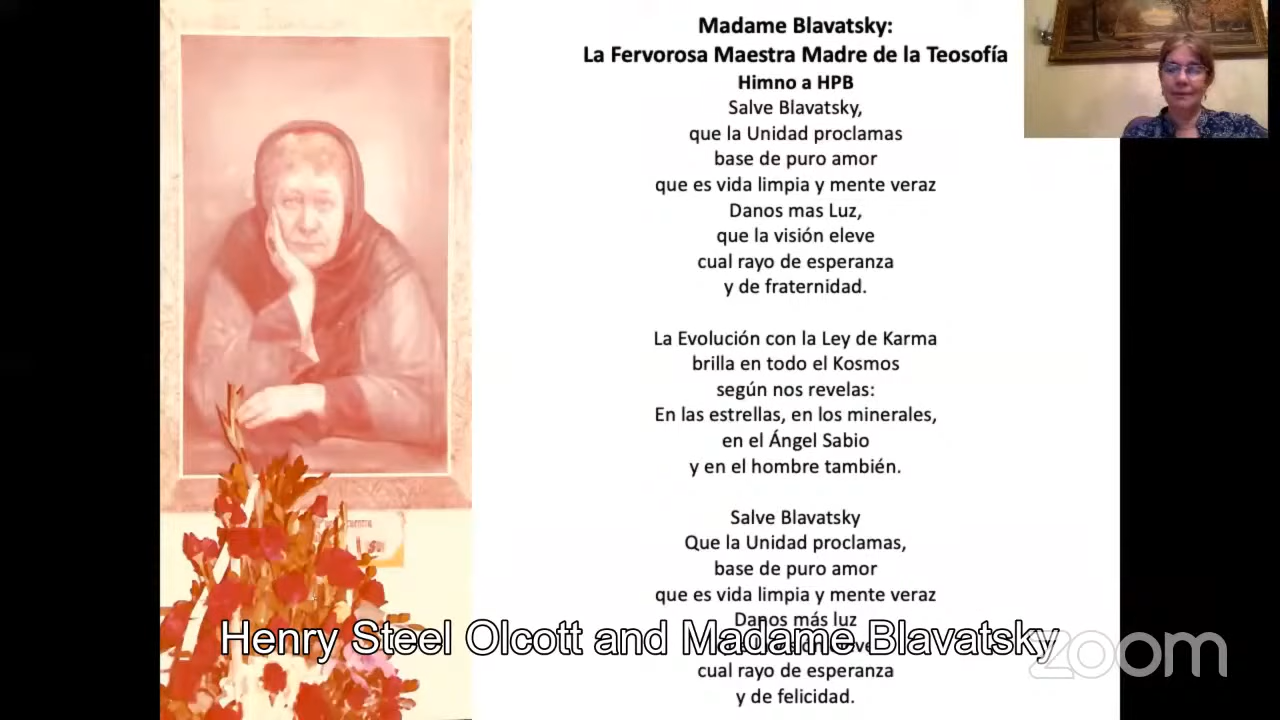 Madame Blavatsky:
La Fervorosa Maestra Madre de la Teosofía
Himno a HPB
Salve Blavatsky,
que la Unidad proclamas
base de puro amor
que es vida limpia y mente veraz
Danos mas Luz,
que la visión eleve
cual rayo de esperanza
y de fraternidad.
La Evolución con la Ley de Karma
brilla en todo el Kosmos
según nos revelas:
En las estrellas, en los minerales,
en el Ángel Sabio
y en el hombre también.
Salve Blavatsky
Que la Unidad proclamas,
base de puro amor
que es vida limpia y mente veraz
Danos más luz
cual rayo de esperanza
y de felicidad.
Henry Steel Olcott and Madame Blavatsky
zoom